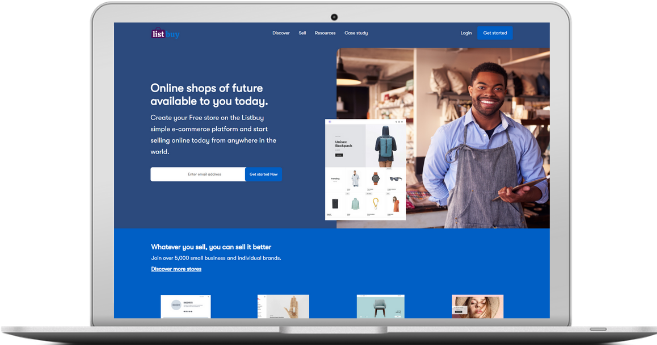 list buy
Discover Sell Resources Case study
Login Get started
Online shops of future
available to you today.
Create your Free store on the Listbuy
simple e-commerce platform and start
selling online today from anywhere in the
world.
Enter email address
Get started Now
Whatever you sell, you can sell it better
Join over 5,000 small business and individual brands.
Discover more stores